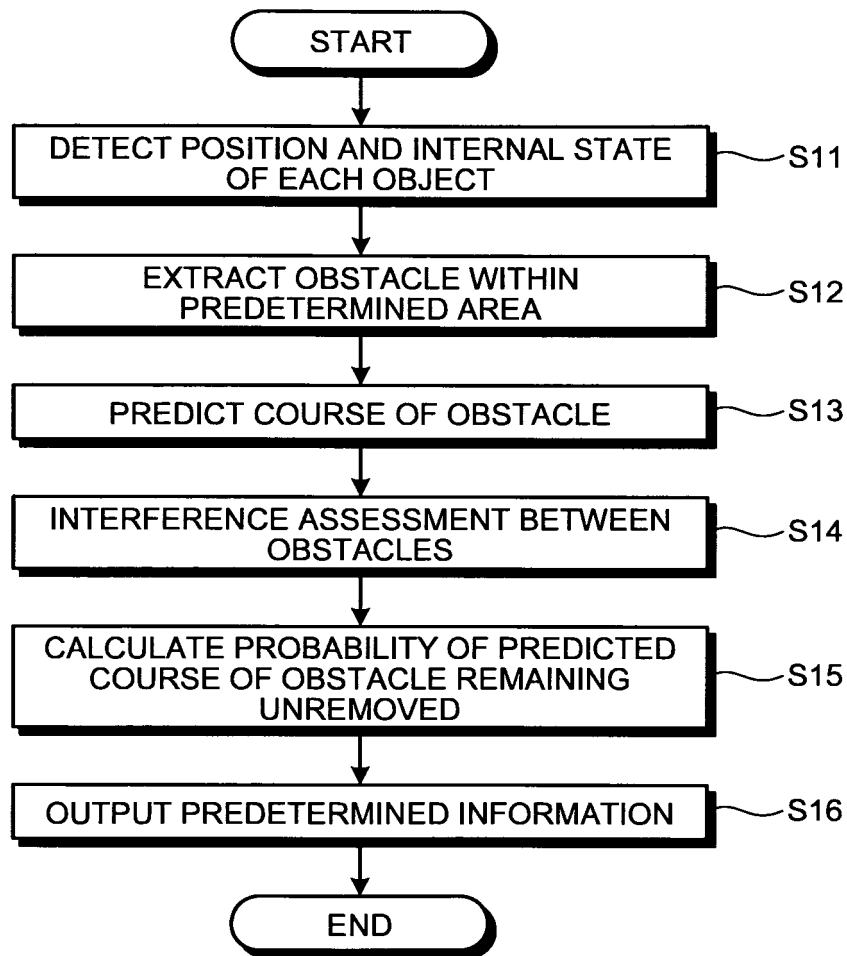 START
DETECT POSITION AND INTERNAL STATE
OF EACH OBJECT
S11
EXTRACT OBSTACLE WITHIN
PREDETERMINED AREA
S12
PREDICT COURSE OF OBSTACLE
S13
INTERFERENCE ASSESSMENT BETWEEN
OBSTACLES
S14
CALCULATE PROBABILITY OF PREDICTED
COURSE OF OBSTACLE REMAINING
UNREMOVED
S15
OUTPUT PREDETERMINED INFORMATION
S16
END